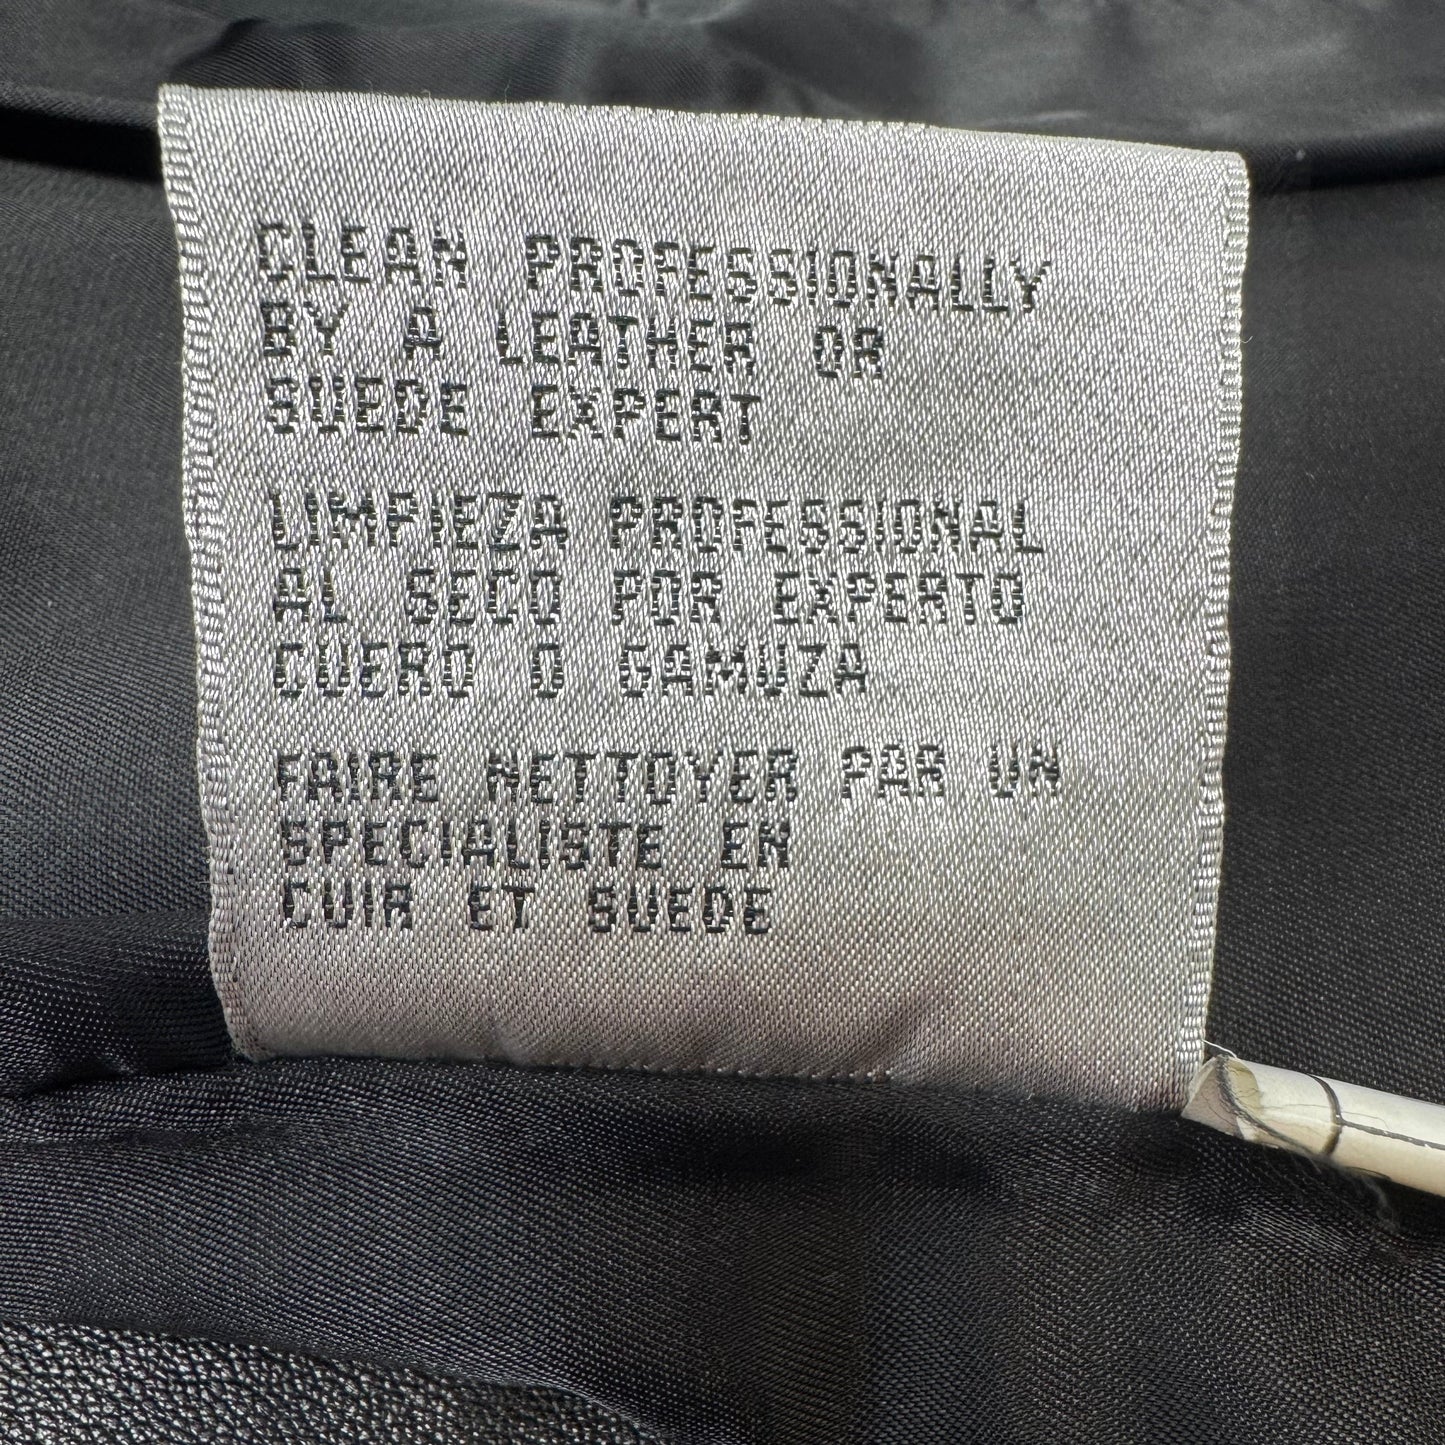 CLEAN PROFESSIONALLY
BY A LEATHER OR
SUEDE EXPERT
LIMPIEZA PROFESSIONAL
AL SECO POR EXPERTO
CUERO O GAMUZA
FAIRE NETTOYER PAR UN
SPECIALISTE EN
CUIR ET SUEDE